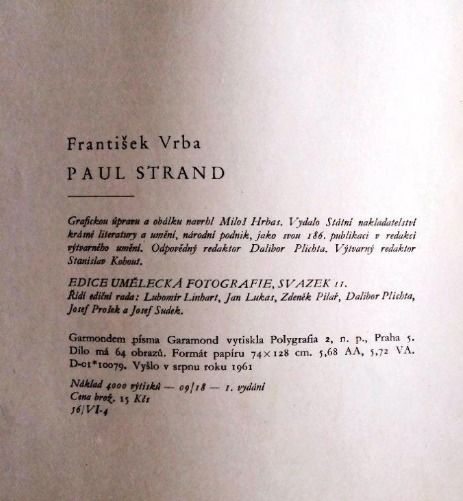 František Vrba
PAUL STRAND
Grafickou úpravu a obálku navrhl Miloš Hrbas. Vydalo Státní nakladatelství
krásné literatury a umění, národní podnik, jako svou 186. publikaci v redakci
výtvarného umění. Odpovědný redaktor Dalibor Plichta. Výtvarný redaktor
Stanislav Kohout.
EDICE UMĚLECKÁ FOTOGRAFIE, SVAZEK 11.
Řídí ediční rada: Lubomír Linhart, Jan Lukas, Zdeněk Pilař, Dalibor Plichta,
Josef Prošek a Josef Sudek.
Garmondem písma Garamond vytiskla Polygrafia 2, n. p., Praha 5.
Dílo má 64 obrazů. Formát papíru 74×128 cm. 5,68 AA, 5,72 VA.
D-01*10079. Vyšlo v srpnu roku 1961
Náklad 4000 výtisků — 09/18 — 1. vydání
Cena brož. 15 Kčs
56/VI-4